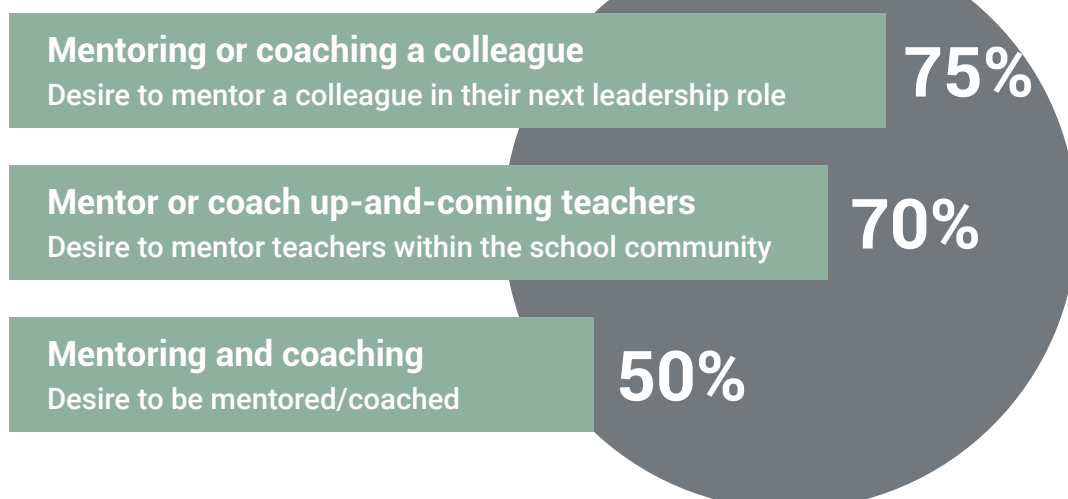 Mentoring or coaching a colleague
Desire to mentor a colleague in their next leadership role
75%
Mentor or coach up-and-coming teachers
Desire to mentor teachers within the school community
70%
Mentoring and coaching
Desire to be mentored/coached
50%